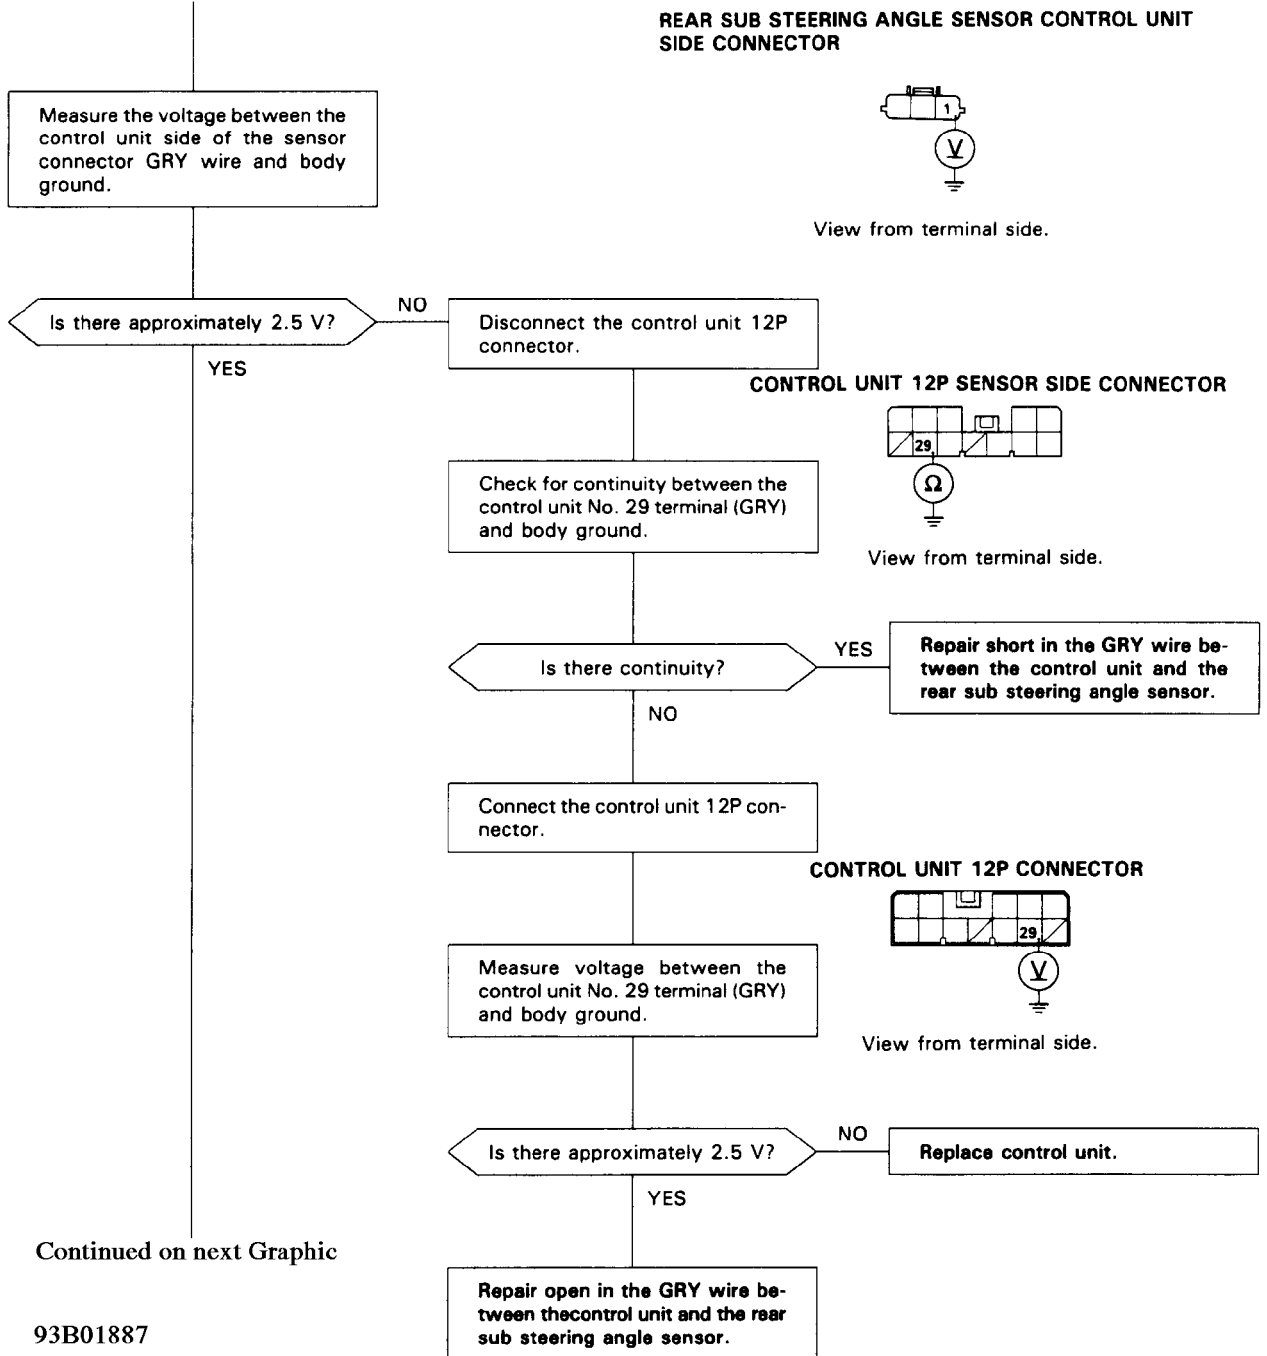 REAR SUB STEERING ANGLE SENSOR CONTROL UNIT
SIDE CONNECTOR
Measure the voltage between the
control unit side of the sensor
connector GRY wire and body
ground.
1
V
View from terminal side.
Is there approximately 2.5 V?
NO
YES
Disconnect the control unit 12P
connector.
CONTROL UNIT 12P SENSOR SIDE CONNECTOR
29
Ω
View from terminal side.
Check for continuity between the
control unit No. 29 terminal (GRY)
and body ground.
Is there continuity?
YES
NO
Repair short in the GRY wire be-
tween the control unit and the
rear sub steering angle sensor.
Connect the control unit 12P con-
nector.
CONTROL UNIT 12P CONNECTOR
29
V
View from terminal side.
Measure voltage between the
control unit No. 29 terminal (GRY)
and body ground.
Is there approximately 2.5 V?
NO
YES
Replace control unit.
Continued on next Graphic
Repair open in the GRY wire be-
tween thecontrol unit and the rear
sub steering angle sensor.
93B01887